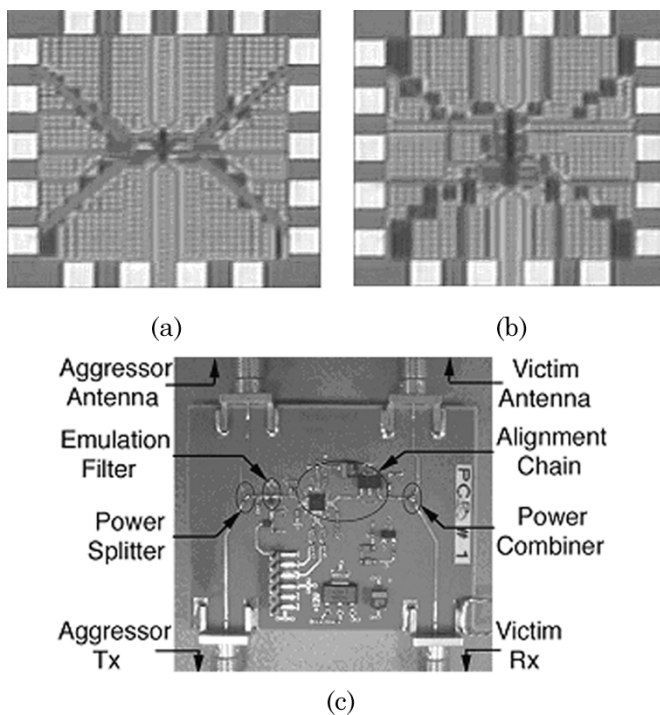 (a)
(b)
Aggressor
Antenna
Victim
Antenna
Emulation
Filter
Alignment
Chain
Power
Splitter
Power
Combiner
Aggressor
Tx
Victim
Rx
(c)